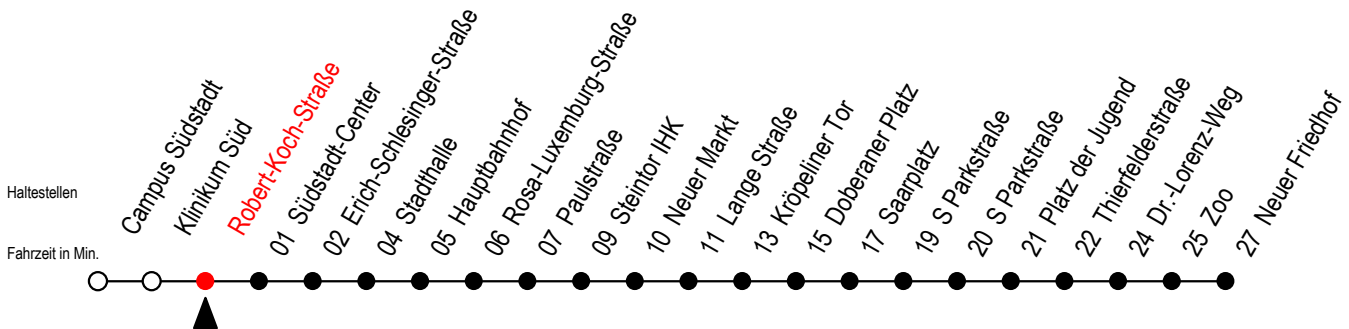 Haltestellen
Fahrzeit in Min.
Campus Südstadt
Klinikum Süd
Robert-Koch-Straße
01 Südstadt-Center
02 Erich-Schlesinger-Straße
04 Stadthalle
05 Hauptbahnhof
06 Rosa-Luxemburg-Straße
07 Paulstraße
09 Steintor IHK
10 Neuer Markt
11 Lange Straße
13 Kröpeliner Tor
15 Doberaner Platz
17 Saarplatz
19 S Parkstraße
20 S Parkstraße
21 Platz der Jugend
22 Thierfelderstraße
24 Dr.-Lorenz-Weg
25 Zoo
27 Neuer Friedhof